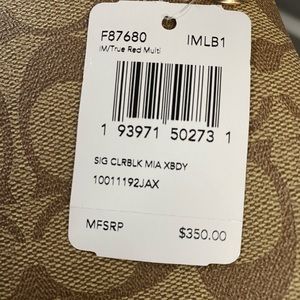 F87680 IMLB1
IM/True Red Multi
1 93971 50273 1
SIG CLRBLK MIA XBDY
10011192JAX
MFSRP $350.00